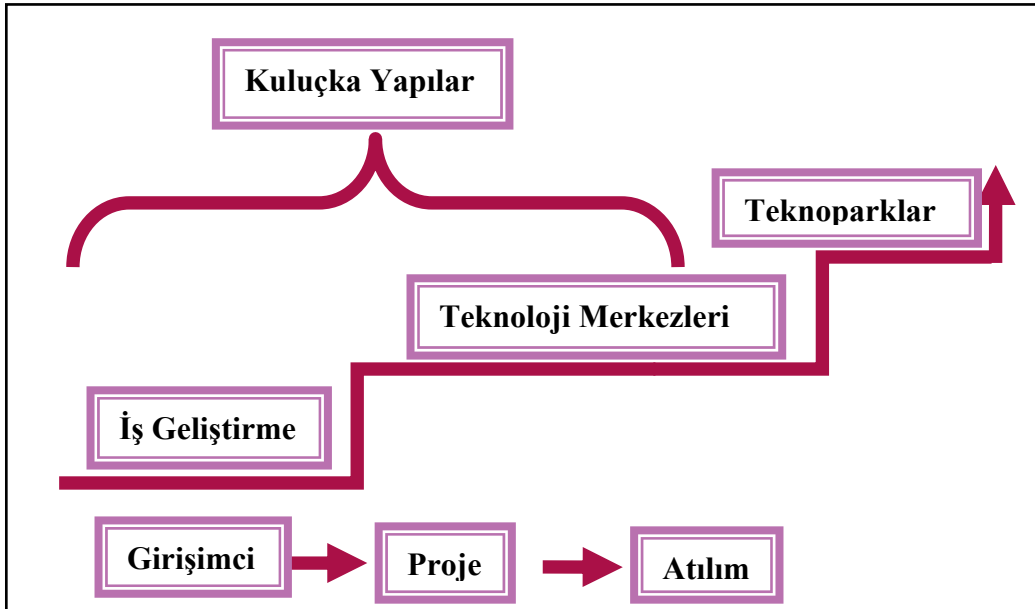 Kuluçka Yapılar
Teknoparklar
Teknoloji Merkezleri
İş Geliştirme
Girişimci
Proje
Atılım